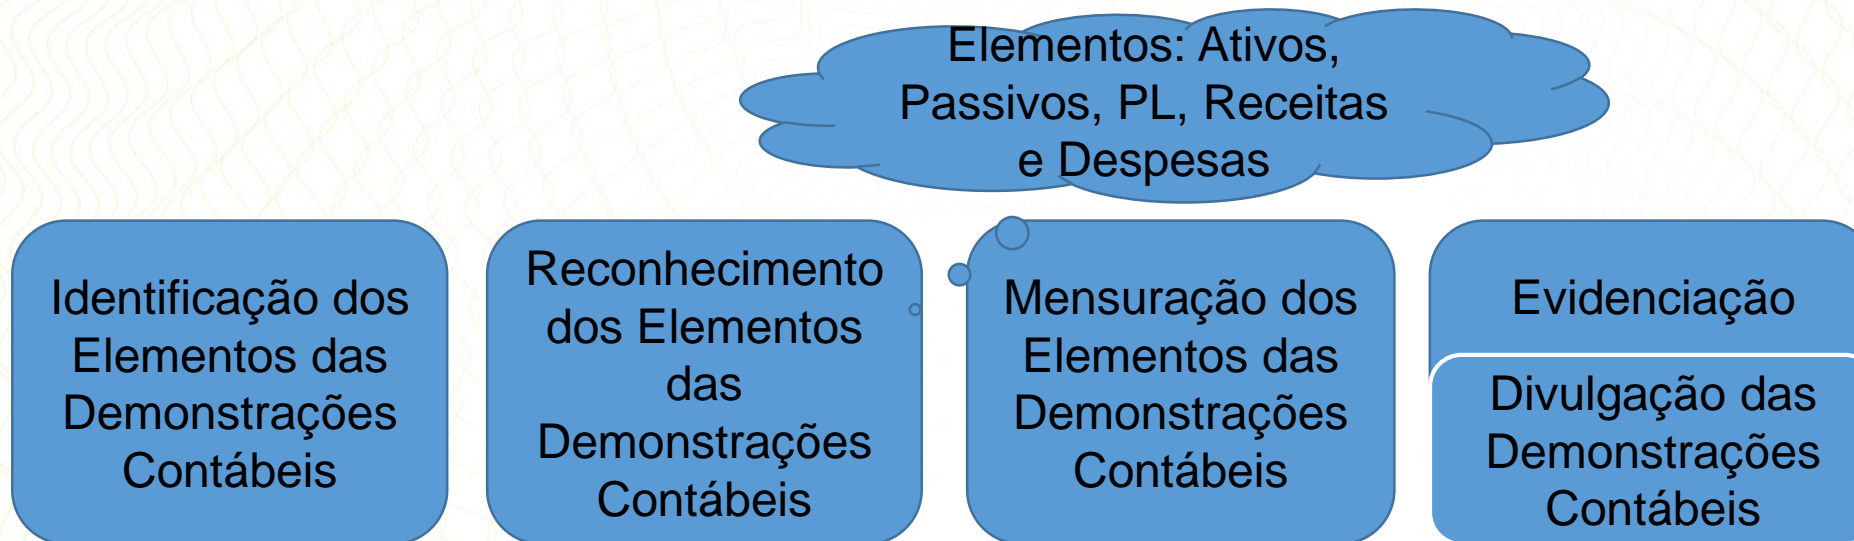 Elementos: Ativos,
Passivos, PL, Receitas
e Despesas
Identificação dos
Elementos das
Demonstrações
Contábeis
Reconhecimento
dos Elementos
das
Demonstrações
Contábeis
Mensuração dos
Elementos das
Demonstrações
Contábeis
Evidenciação
Divulgação das
Demonstrações
Contábeis